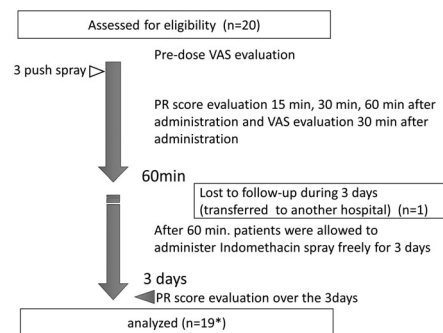 Assessed for eligibility (n=20)
Pre-dose VAS evaluation
3 push spray
PR score evaluation 15 min, 30 min, 60 min after
administration and VAS evaluation 30 min after
administration
60min
Lost to follow-up during 3 days
(transferred to another hospital) (n=1)
After 60 min. patients were allowed to
administer Indomethacin spray freely for 3 days
3 days
PR score evaluation over the 3days
analyzed (n=19*)